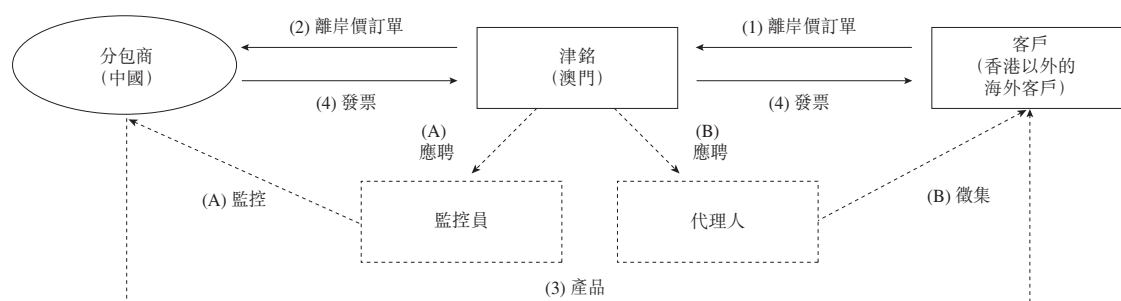 (2) 離岸價訂單
(1) 離岸價訂單
分包商
(中國)
津銘
(澳門)
客戶
(香港以外的
海外客戶)
(4) 發票
(4) 發票
(A)
應聘
(B)
應聘
(A) 監控
監控員
代理人
(B) 徵集
(3) 產品